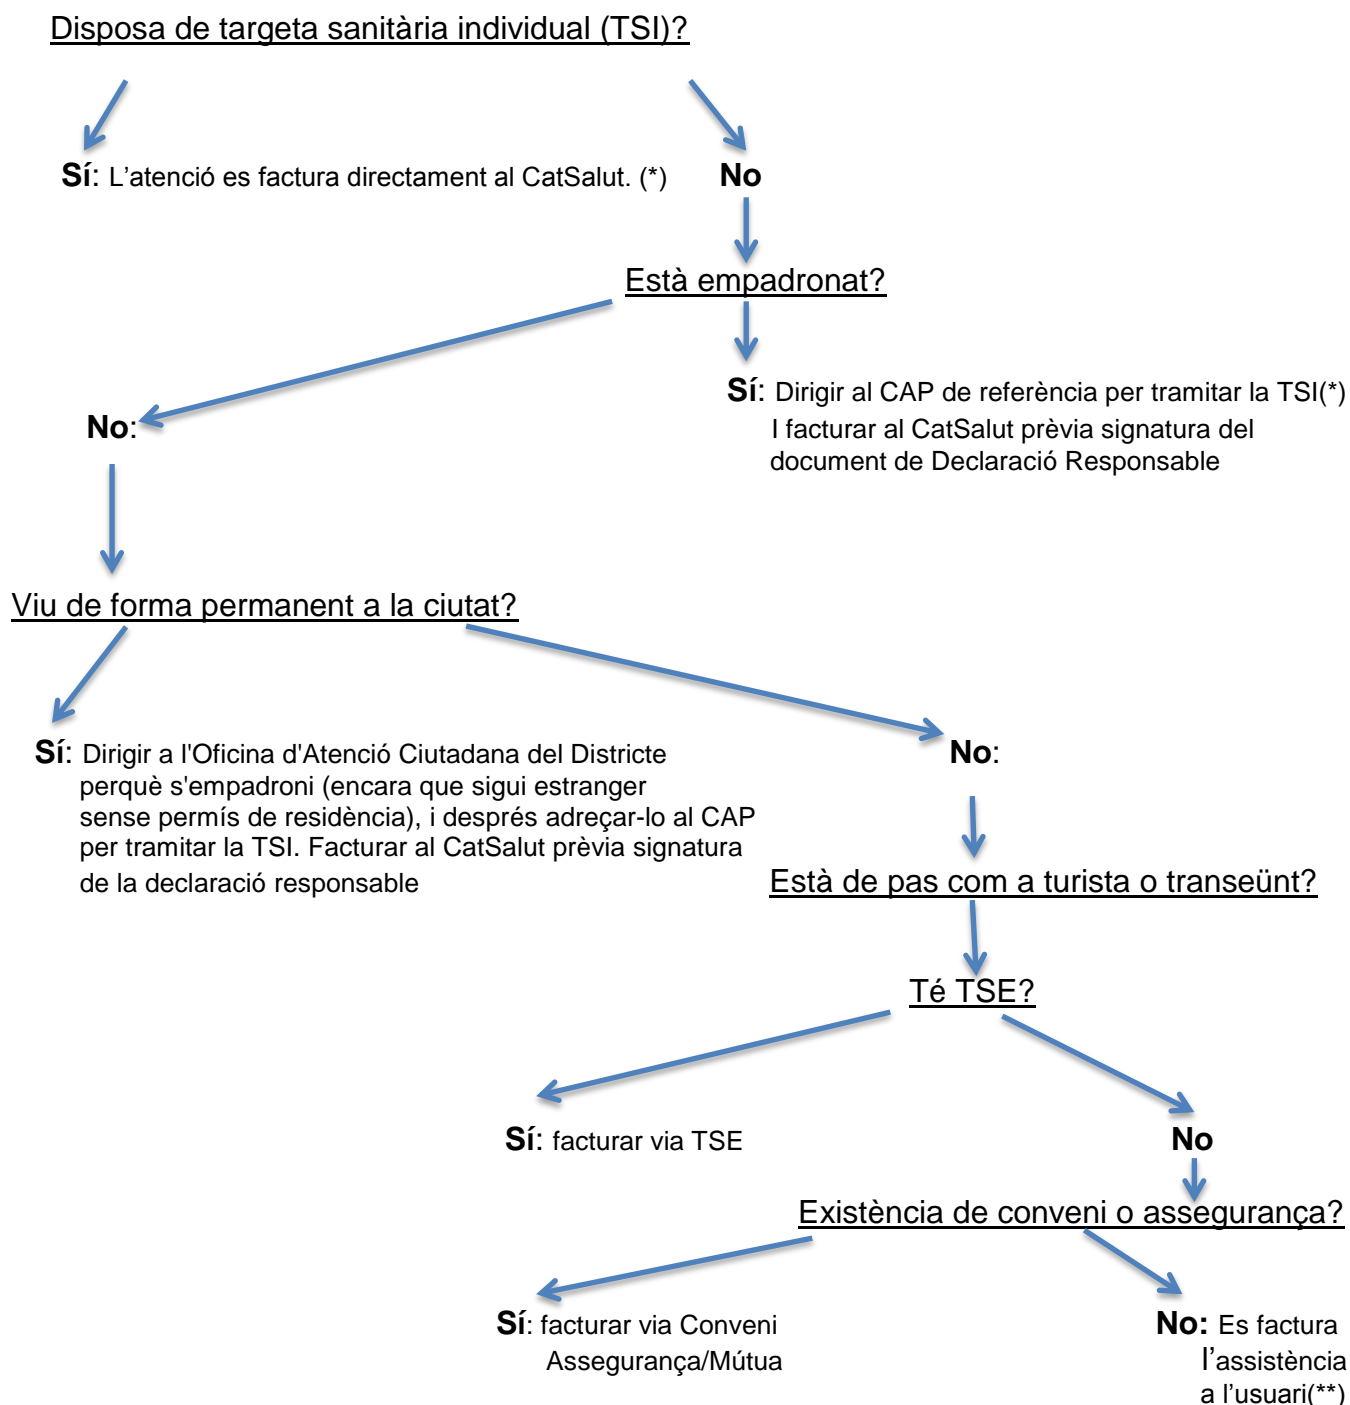 Disposa de targeta sanitària individual (TSI)?
Sí: L’atenció es factura directament al CatSalut. (*)
No
Està empadronat?
Sí: Dirigir al CAP de referència per tramitar la TSI(*)
I facturar al CatSalut prèvia signatura del
document de Declaració Responsable
No:
Viu de forma permanent a la ciutat?
Sí: Dirigir a l'Oficina d'Atenció Ciutadana del Districte
perquè s'empadroni (encara que sigui estranger
sense permís de residència), i després adreçar-lo al CAP
per tramitar la TSI. Facturar al CatSalut prèvia signatura
de la declaració responsable
No:
Està de pas com a turista o transeünt?
Té TSE?
Sí: facturar via TSE
No
Existència de conveni o assegurança?
Sí: facturar via Conveni
Assegurança/Mútua
No: Es factura
l’assistència
a l’usuari(**)